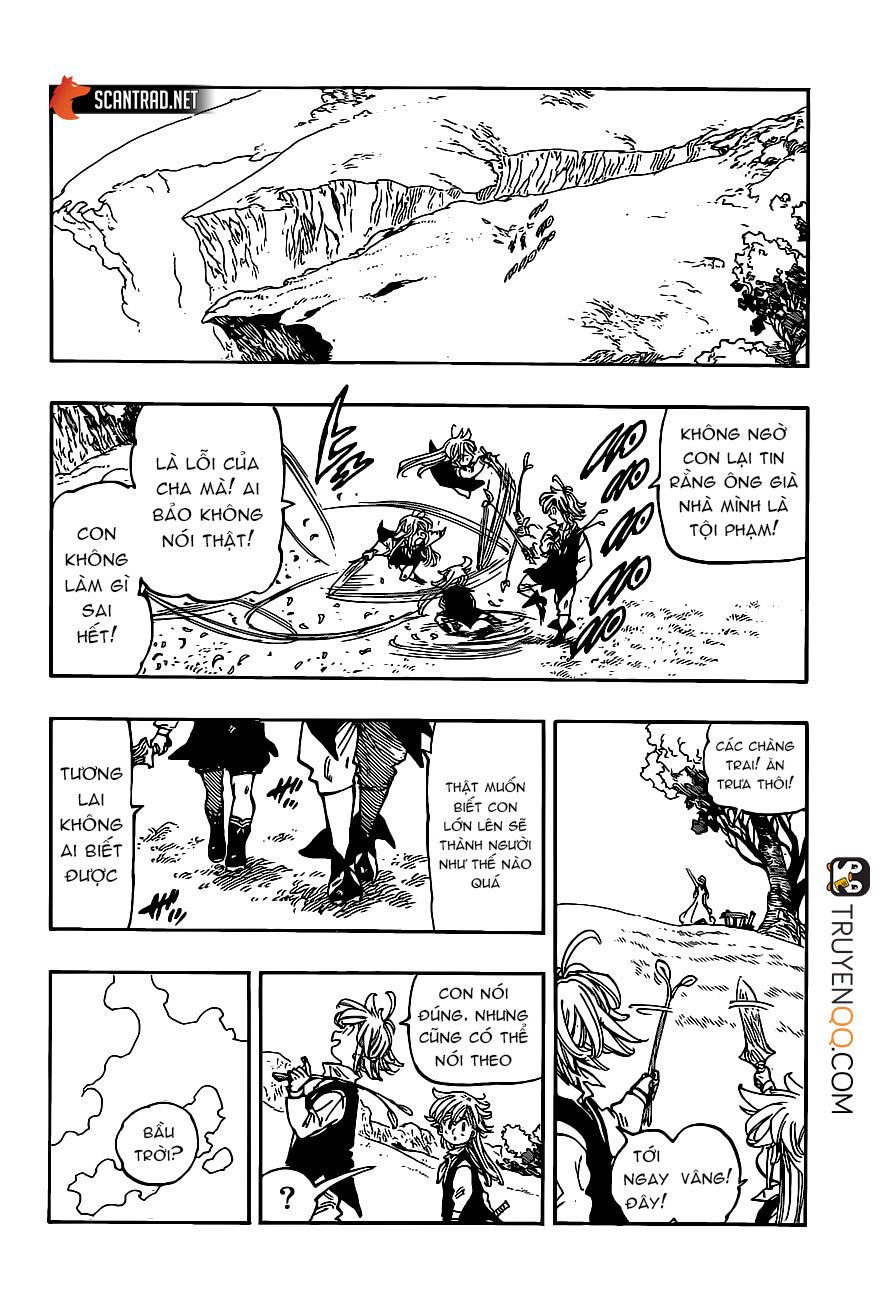 SCANTRAD.NET
KHÔNG NGỜ
CON LẠI TIN
RẰNG ÔNG GIÀ
NHÀ MÌNH LÀ
TỘI PHẠM!
LÀ LỖI CỦA
CHA MÀ! AI
BẢO KHÔNG
NÓI THẬT!
CON
KHÔNG
LÀM GÌ
SAI
HẾT!
CÁC CHÀNG
TRAI! ĂN
TRƯA THÔI!
TỚI
NGAY VÂNG!
ĐÂY!
THẬT MUỐN
BIẾT CON
LỚN LÊN SẼ
THÀNH NGƯỜI
NHƯ THẾ NÀO
QUÁ
TƯƠNG
LAI
KHÔNG
AI BIẾT
ĐƯỢC
CON NÓI
ĐÚNG, NHƯNG
CŨNG CÓ THỂ
NÓI THEO
?
BẦU
TRỜI?
TRUYENQQ.COM